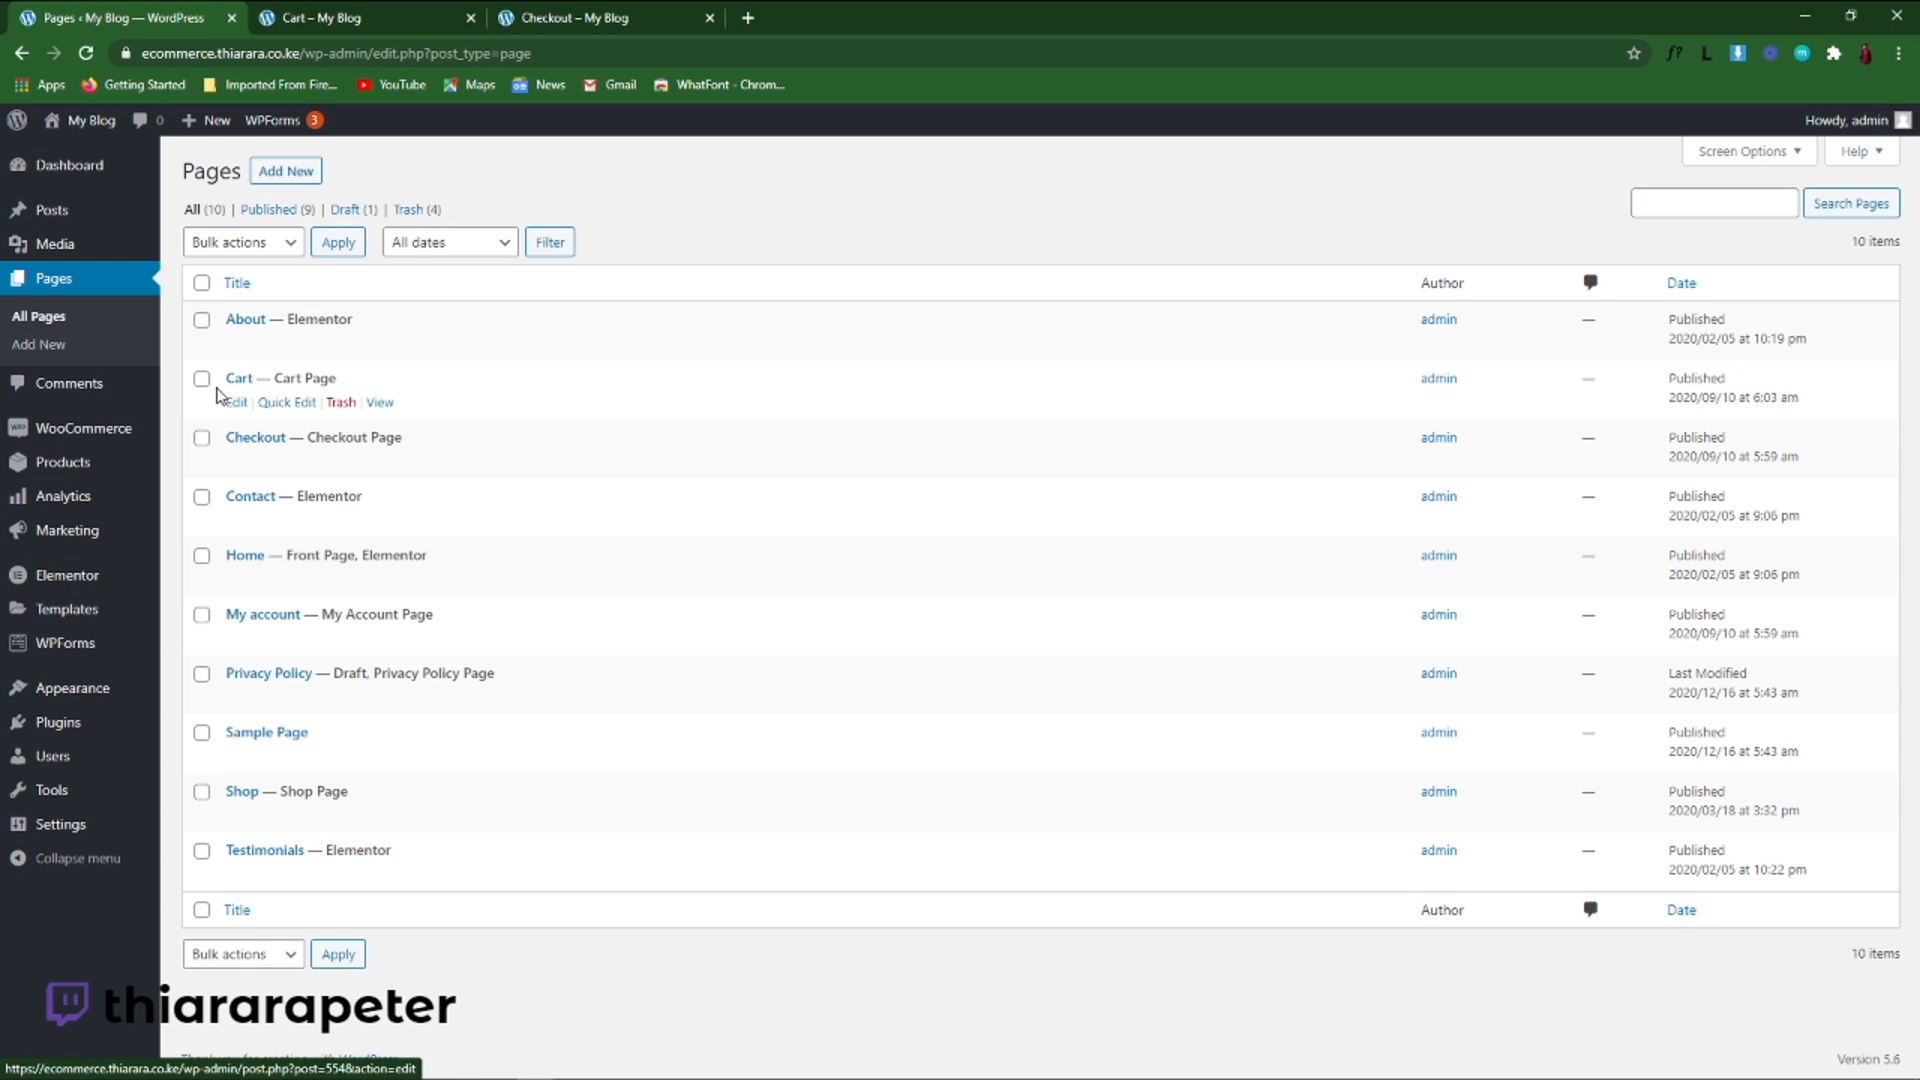 Pages ‹ My Blog — WordPress
Cart – My Blog
Checkout – My Blog
ecommerce.thiarara.co.ke/wp-admin/edit.php?post_type=page
Apps
Getting Started
Imported From Fire...
YouTube
Maps
News
Gmail
WhatFont - Chrom...
My Blog
0
New
WPForms 3
Howdy, admin
Dashboard
Posts
Media
Pages
All Pages
Add New
Comments
WooCommerce
Products
Analytics
Marketing
Elementor
Templates
WPForms
Appearance
Plugins
Users
Tools
Settings
Collapse menu
Pages Add New
Screen Options
Help
All (10) | Published (9) | Draft (1) | Trash (4)
Search Pages
Bulk actions Apply All dates Filter
10 items
Title Author Date
About — Elementor admin — Published
2020/02/05 at 10:19 pm
Cart — Cart Page admin — Published
Edit | Quick Edit | Trash | View 2020/09/10 at 6:03 am
Checkout — Checkout Page admin — Published
2020/09/10 at 5:59 am
Contact — Elementor admin — Published
2020/02/05 at 9:06 pm
Home — Front Page, Elementor admin — Published
2020/02/05 at 9:06 pm
My account — My Account Page admin — Published
2020/09/10 at 5:59 am
Privacy Policy — Draft, Privacy Policy Page admin — Last Modified
2020/12/16 at 5:43 am
Sample Page admin — Published
2020/12/16 at 5:43 am
Shop — Shop Page admin — Published
2020/03/18 at 3:32 pm
Testimonials — Elementor admin — Published
2020/02/05 at 10:22 pm
Title Author Date
Bulk actions Apply
10 items
thiararapeter
Version 5.6
https://ecommerce.thiarara.co.ke/wp-admin/post.php?post=554&action=edit